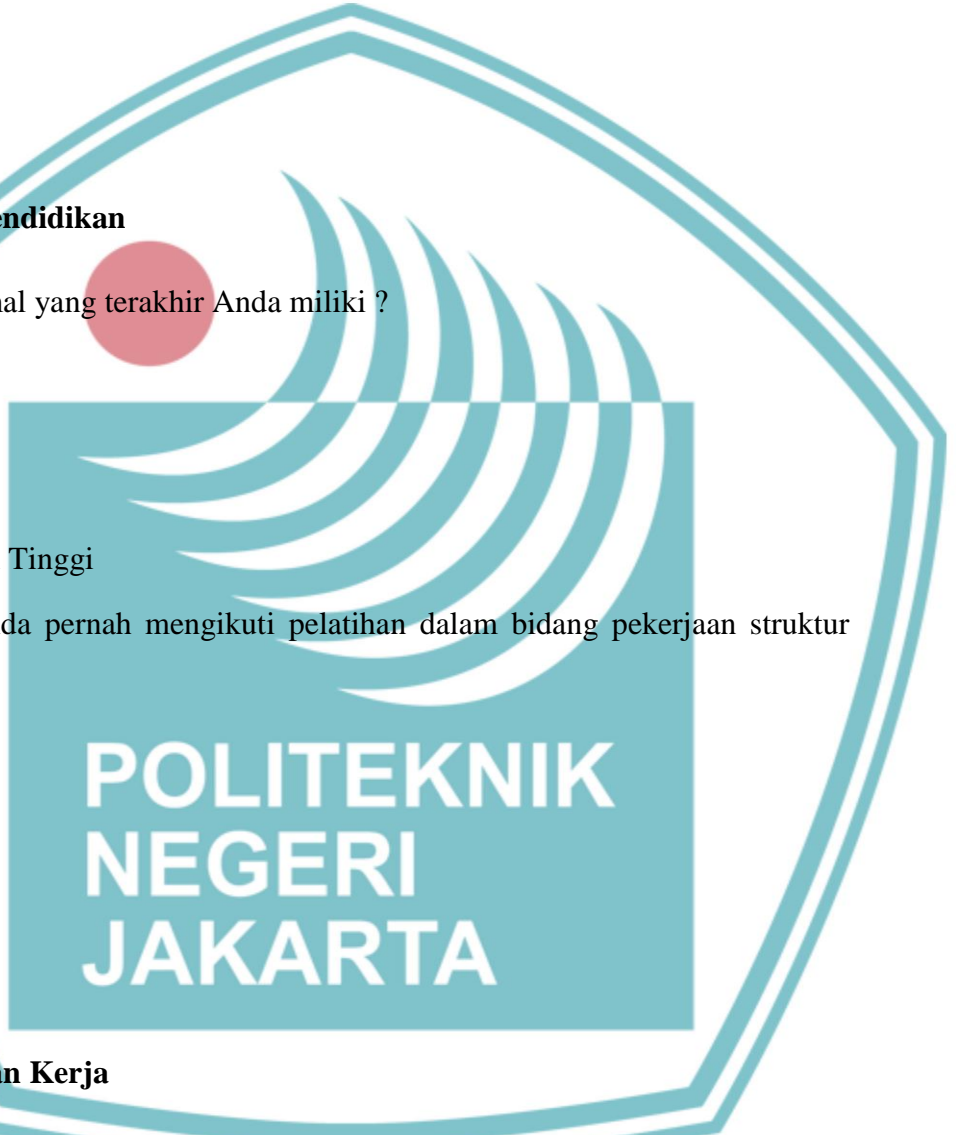 endidikan
nal yang terakhir Anda miliki ?
Tinggi
da pernah mengikuti pelatihan dalam bidang pekerjaan struktur
POLITEKNIK
NEGERI
JAKARTA
an Kerja